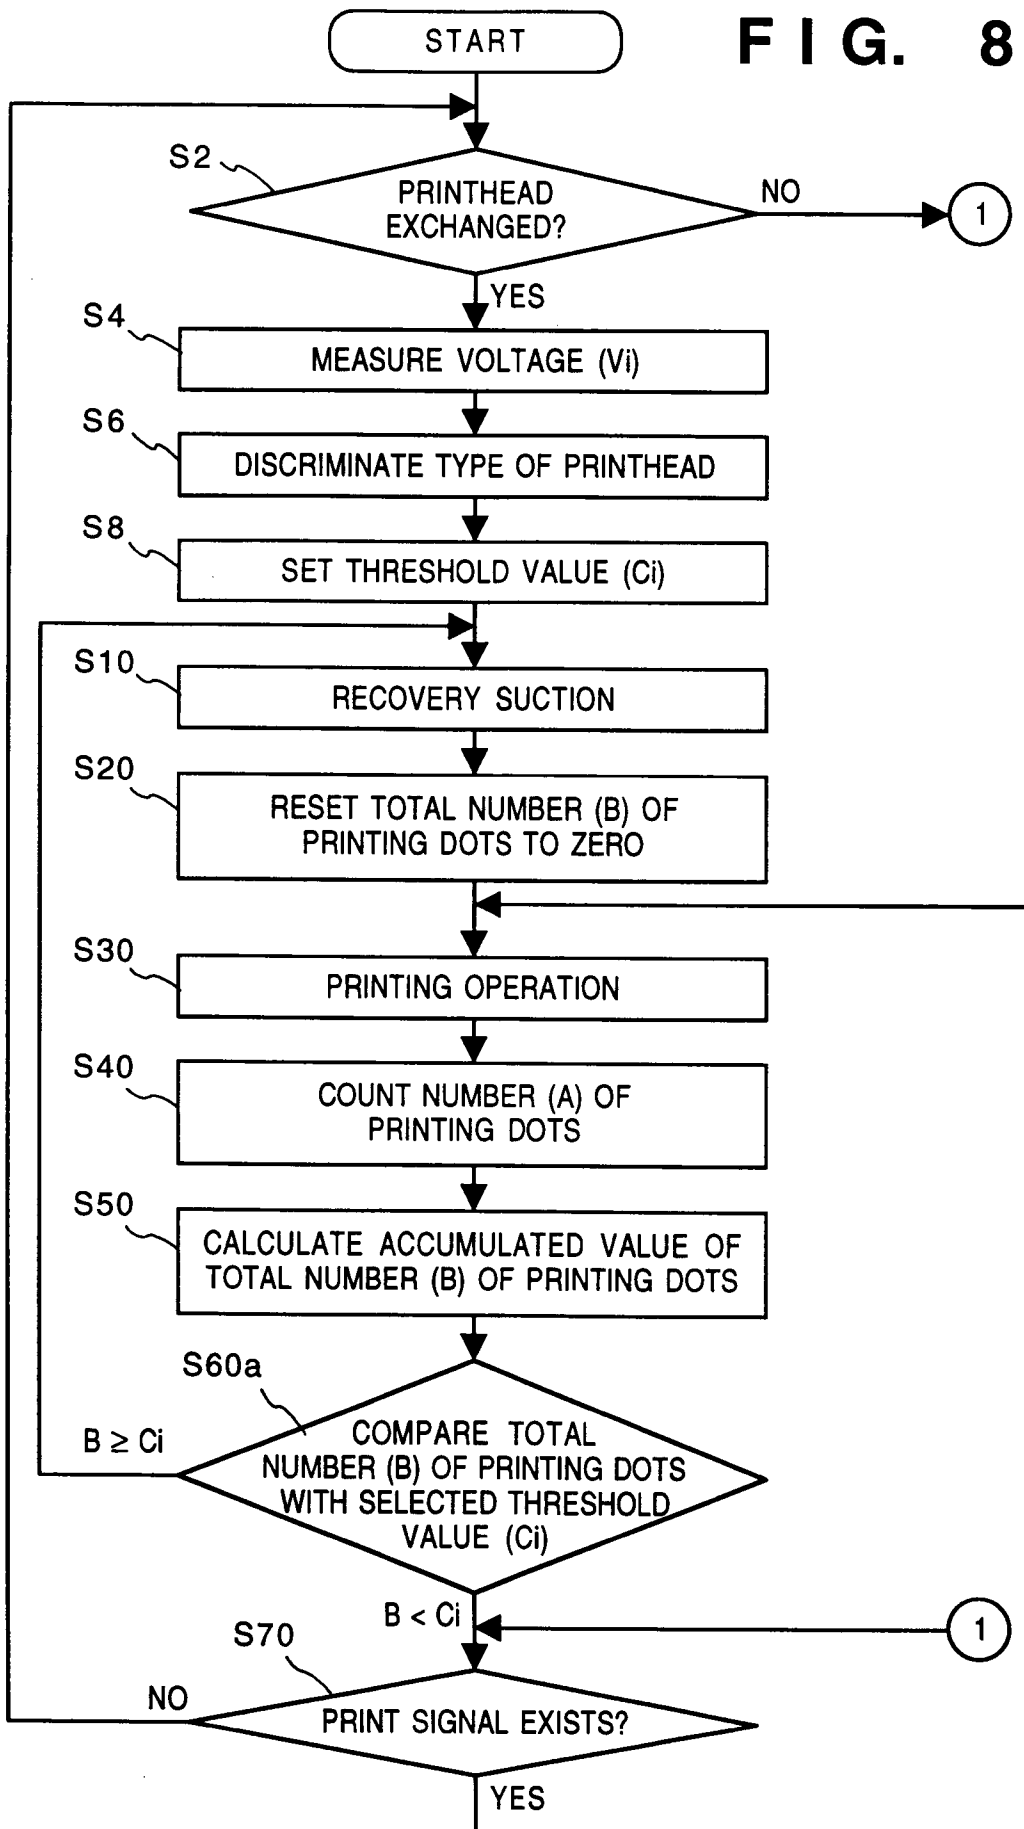 START
FIG. 8
S2
PRINTHEAD
EXCHANGED?
NO
1
YES
S4
MEASURE VOLTAGE (Vi)
S6
DISCRIMINATE TYPE OF PRINTHEAD
S8
SET THRESHOLD VALUE (Ci)
S10
RECOVERY SUCTION
S20
RESET TOTAL NUMBER (B) OF
PRINTING DOTS TO ZERO
S30
PRINTING OPERATION
S40
COUNT NUMBER (A) OF
PRINTING DOTS
S50
CALCULATE ACCUMULATED VALUE OF
TOTAL NUMBER (B) OF PRINTING DOTS
S60a
B ≥ Ci
COMPARE TOTAL
NUMBER (B) OF PRINTING DOTS
WITH SELECTED THRESHOLD
VALUE (Ci)
B < Ci
1
S70
NO
PRINT SIGNAL EXISTS?
YES